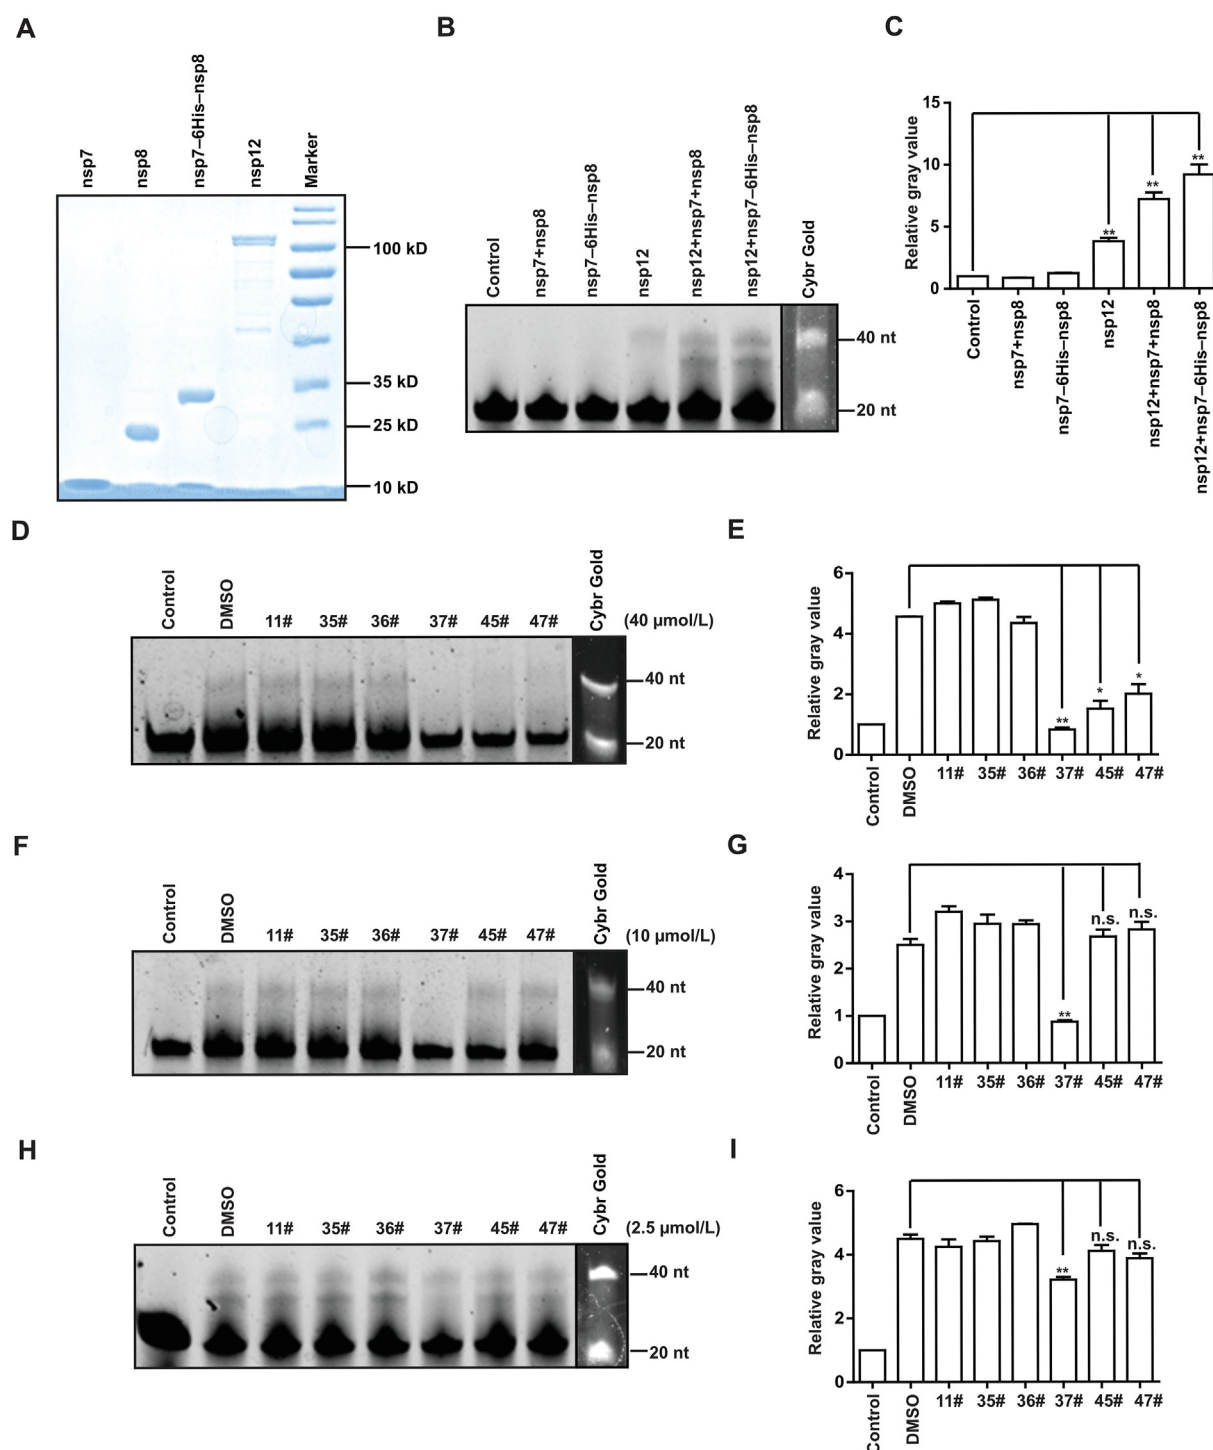 A
nsp7
nsp8
nsp7–6His–nsp8
nsp12
Marker
100 kD
35 kD
25 kD
10 kD
B
Control
nsp7+nsp8
nsp7–6His–nsp8
nsp12
nsp12+nsp7+nsp8
nsp12+nsp7–6His–nsp8
Cybr Gold
40 nt
20 nt
C
Relative gray value
15
10
5
0
**
**
**
Control
nsp7+nsp8
nsp7–6His–nsp8
nsp12
nsp12+nsp7+nsp8
nsp12+nsp7–6His–nsp8
D
Control
DMSO
11# 35# 36# 37# 45# 47# (40 µmol/L)
Cybr Gold
40 nt
20 nt
E
Relative gray value
6
4
2
0
** * *
Control
DMSO
11# 35# 36# 37# 45# 47#
F
Control
DMSO
11# 35# 36# 37# 45# 47# (10 µmol/L)
Cybr Gold
40 nt
20 nt
G
Relative gray value
4
3
2
1
0
** n.s. n.s.
Control
DMSO
11# 35# 36# 37# 45# 47#
H
Control
DMSO
11# 35# 36# 37# 45# 47# (2.5 µmol/L)
Cybr Gold
40 nt
20 nt
I
Relative gray value
6
4
2
0
** n.s. n.s.
Control
DMSO
11# 35# 36# 37# 45# 47#